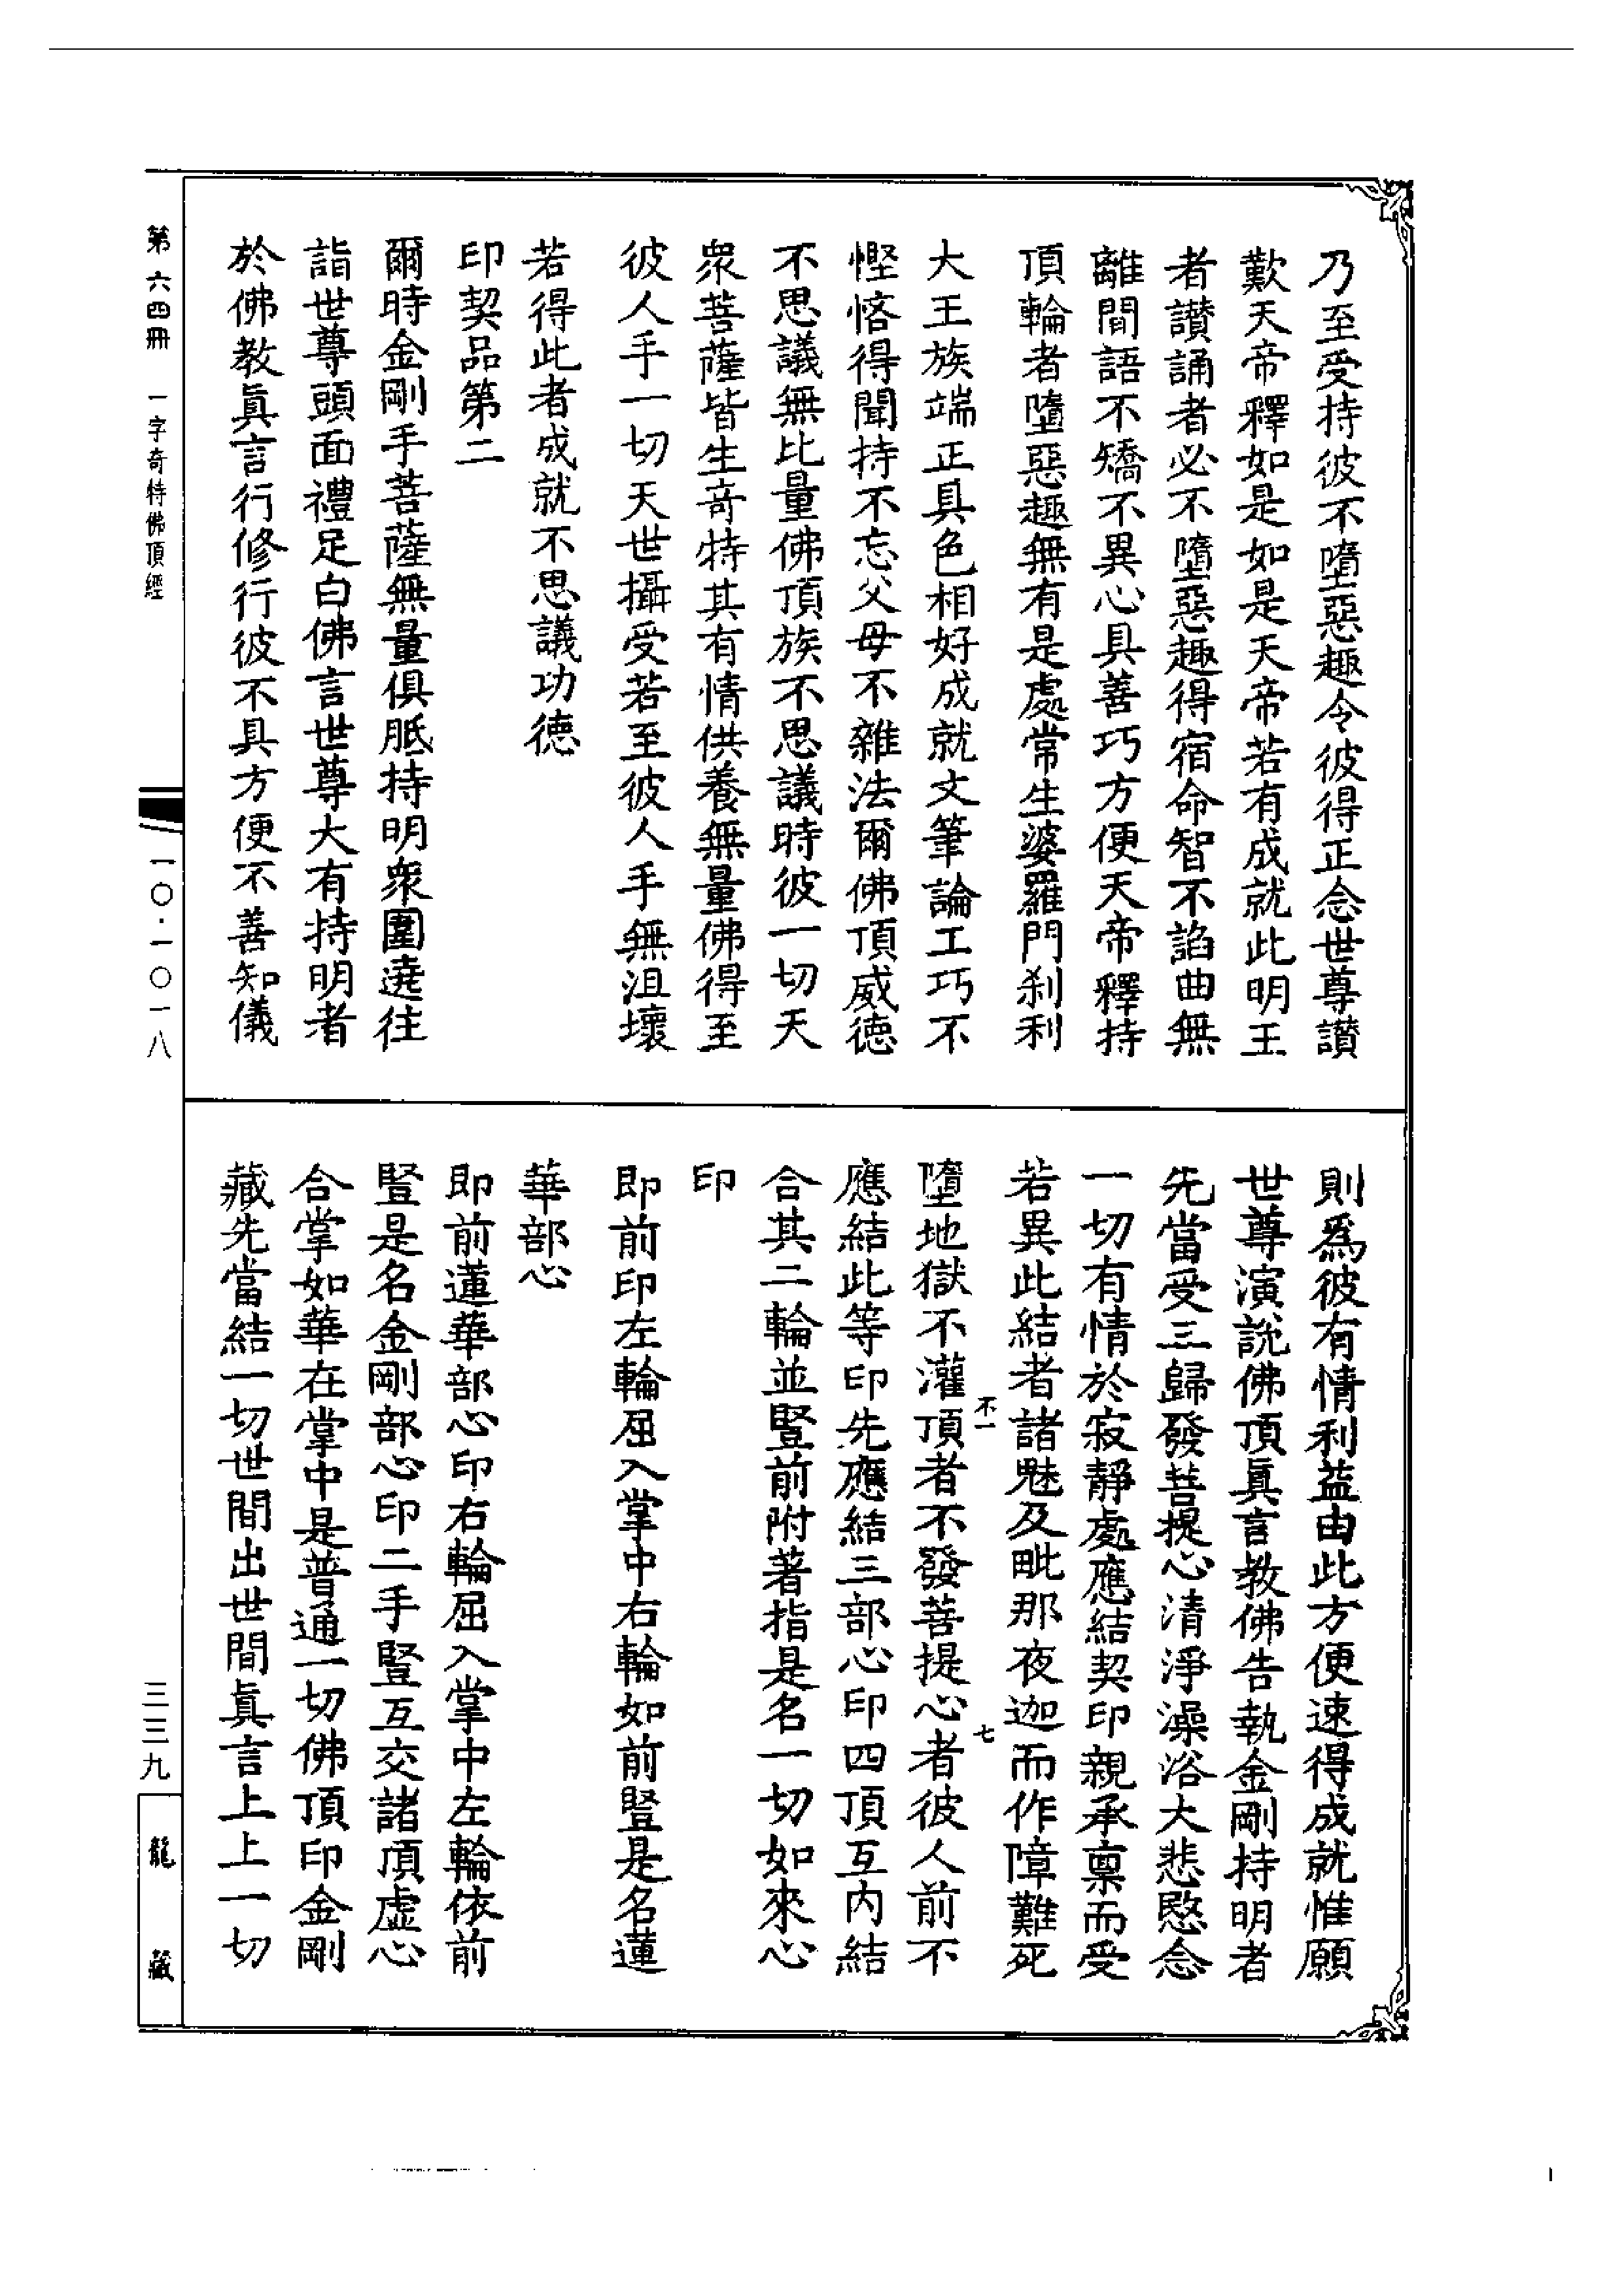 乃至受持彼不墮惡趣令彼得正念世尊讃
歎天帝釋如是如是天帝若有成就此明王
者讃誦者必不墮惡趣得宿命智不諂曲無
離間語不矯不異心具善巧方便天帝釋持
頂輪者墮惡趣無有是處常生婆羅門刹利
大王族端正具色相好成就文筆論工巧不
慳悋得聞持不忘父母不雜法爾佛頂威德
不思議無比量佛頂族不思議時彼一切天
衆菩薩皆生奇特其有情供養無量佛得至
彼人手一切天世攝受若至彼人手無沮壞
若得此者成就不思議功德
印契品第二
爾時金剛手菩薩無量俱胝持明衆圍遶往
詣世尊頭面禮足白佛言世尊大有持明者
於佛教眞言行修行彼不具方便不善知儀
則爲彼有情利益由此方便速得成就惟願
世尊演說佛頂眞言教佛告執金剛持明者
先當受三歸發菩提心清淨澡浴大悲愍念
一切有情於寂靜處應結契印親承稟而受
若異此結者諸魅及毗那夜迦而作障難死
墮地獄不灌頂者不發菩提心者彼人前不
應結此等印先應結三部心印四頂互內結
合其二輪並豎前附著指是名一切如來心
印
即前印左輪屈入掌中右輪如前豎是名蓮
華部心
即前蓮華部心印右輪屈入掌中左輪依前
豎是名金剛部心印二手豎互交諸頂虛心
合掌如華在掌中是普通一切佛頂印金剛
藏先當結一切世間出世間眞言上上一切
不一
七
第六四冊 一字奇特佛頂經
一〇·一〇一八
三三九
龍藏